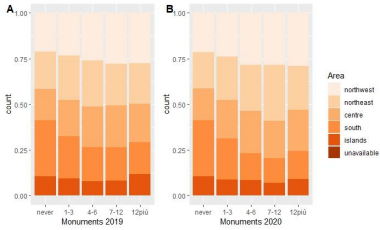 A
B
1.00
0.75
0.50
0.25
0.00
count
never 1-3 4-6 7-12 12più
Monuments 2019
1.00
0.75
0.50
0.25
0.00
count
never 1-3 4-6 7-12 12più
Monuments 2020
Area
northwest
northeast
centre
south
islands
unavailable